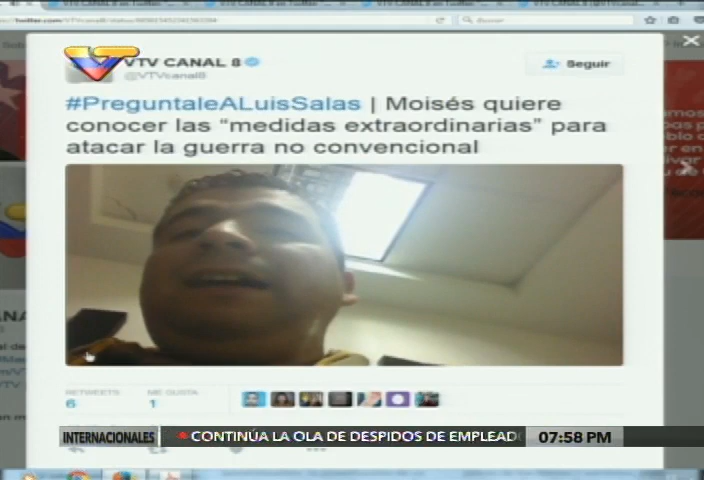 VTV CANAL 8
@VTVcanal8
Seguir
#PreguntaleALuisSalas | Moisés quiere
conocer las “medidas extraordinarias” para
atacar la guerra no convencional
RETWEETS
ME GUSTA
6
1
INTERNACIONALES
CONTINÚA LA OLA DE DESPIDOS DE EMPLEAD
07:58 PM